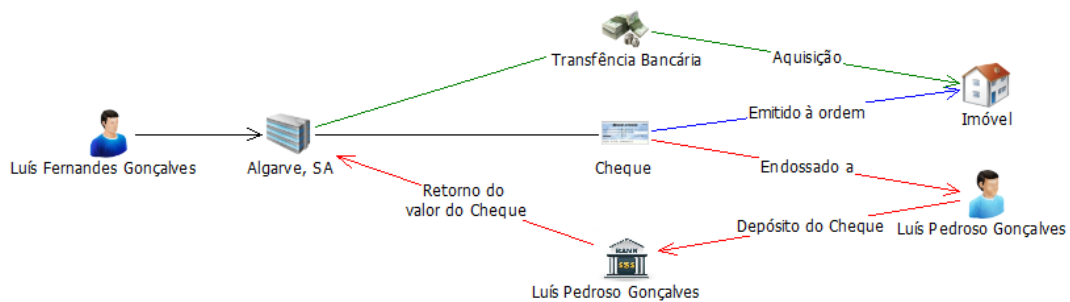 Transfência Bancária
Aquisição
Imóvel
Emitido à ordem
Luís Fernandes Gonçalves
Algarve, SA
Cheque
Endossado a
Retorno do
valor do Cheque
Luís Pedroso Gonçalves
Depósito do Cheque
BANK
$$$
Luís Pedroso Gonçalves